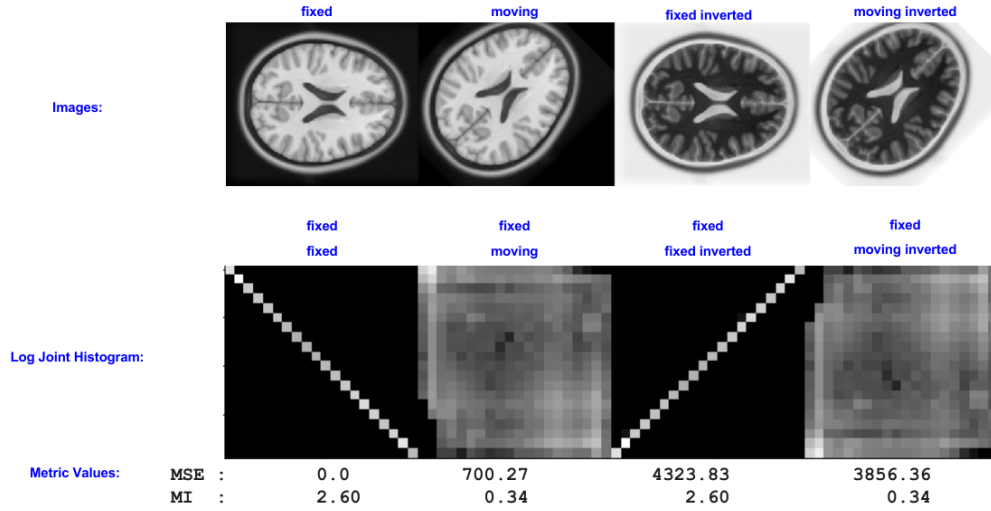 fixed moving fixed inverted moving inverted
Images:
fixed fixed fixed fixed
fixed moving fixed inverted moving inverted
Log Joint Histogram:
Metric Values: MSE : 0.0 700.27 4323.83 3856.36
MI : 2.60 0.34 2.60 0.34